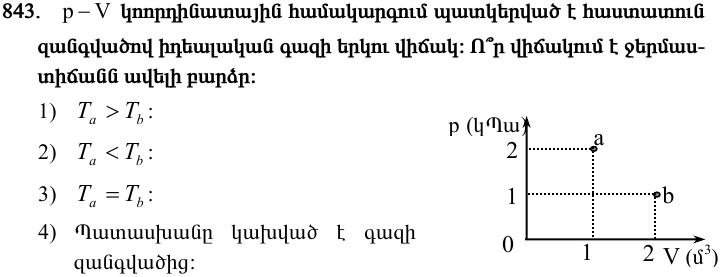 843. p – V կոորդինատային համակարգում պատկերված է հաստատուն
զանգվածով իդեալական գազի երկու վիճակ: Ո՞ր վիճակում է ջերմաս-
տիճանն ավելի բարձր:
1) Tₐ > T_b :
2) Tₐ < T_b :
3) Tₐ = T_b :
4) Պատասխանը կախված է գազի
զանգվածից:
p (կՊա)
a
2
1
b
0
1
2 V (մ³)